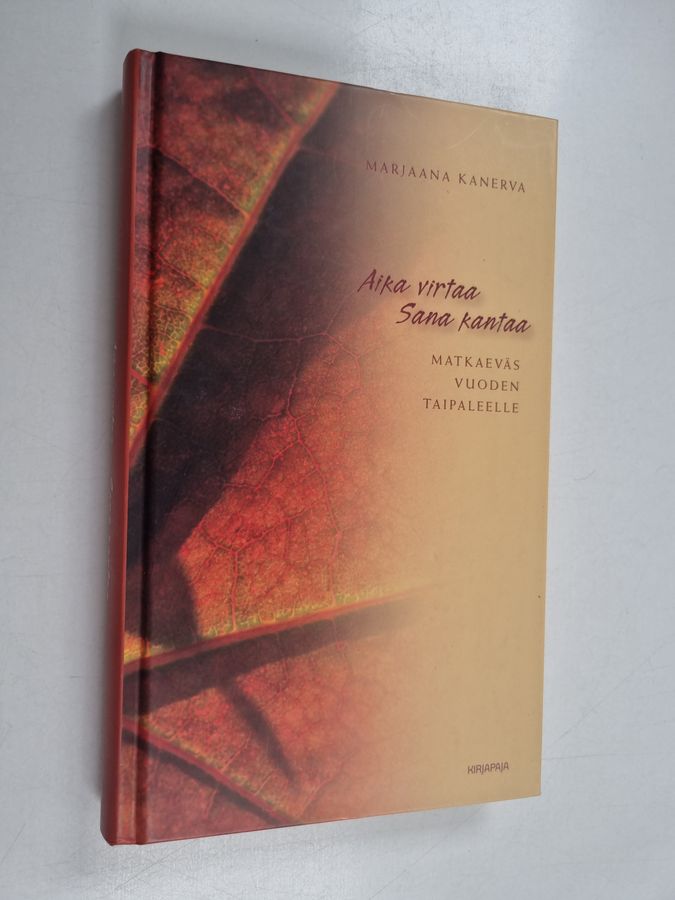 MARJAANA KANERVA
Aika virtaa
Sana kantaa
MATKAEVÄS
VUODEN
TAIPALEELLE
KIRJAPAJA